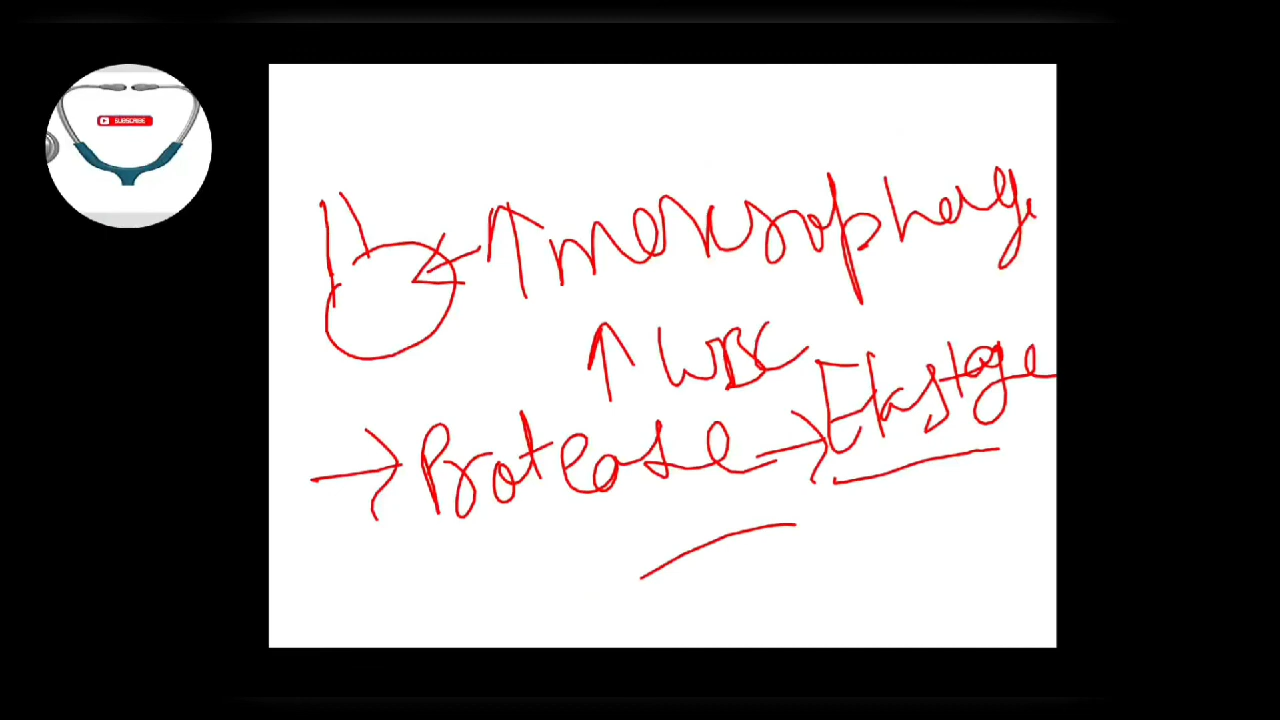 SUBSCRIBE
↑ macrophage
↑ WBC
→ Protease → Elastase